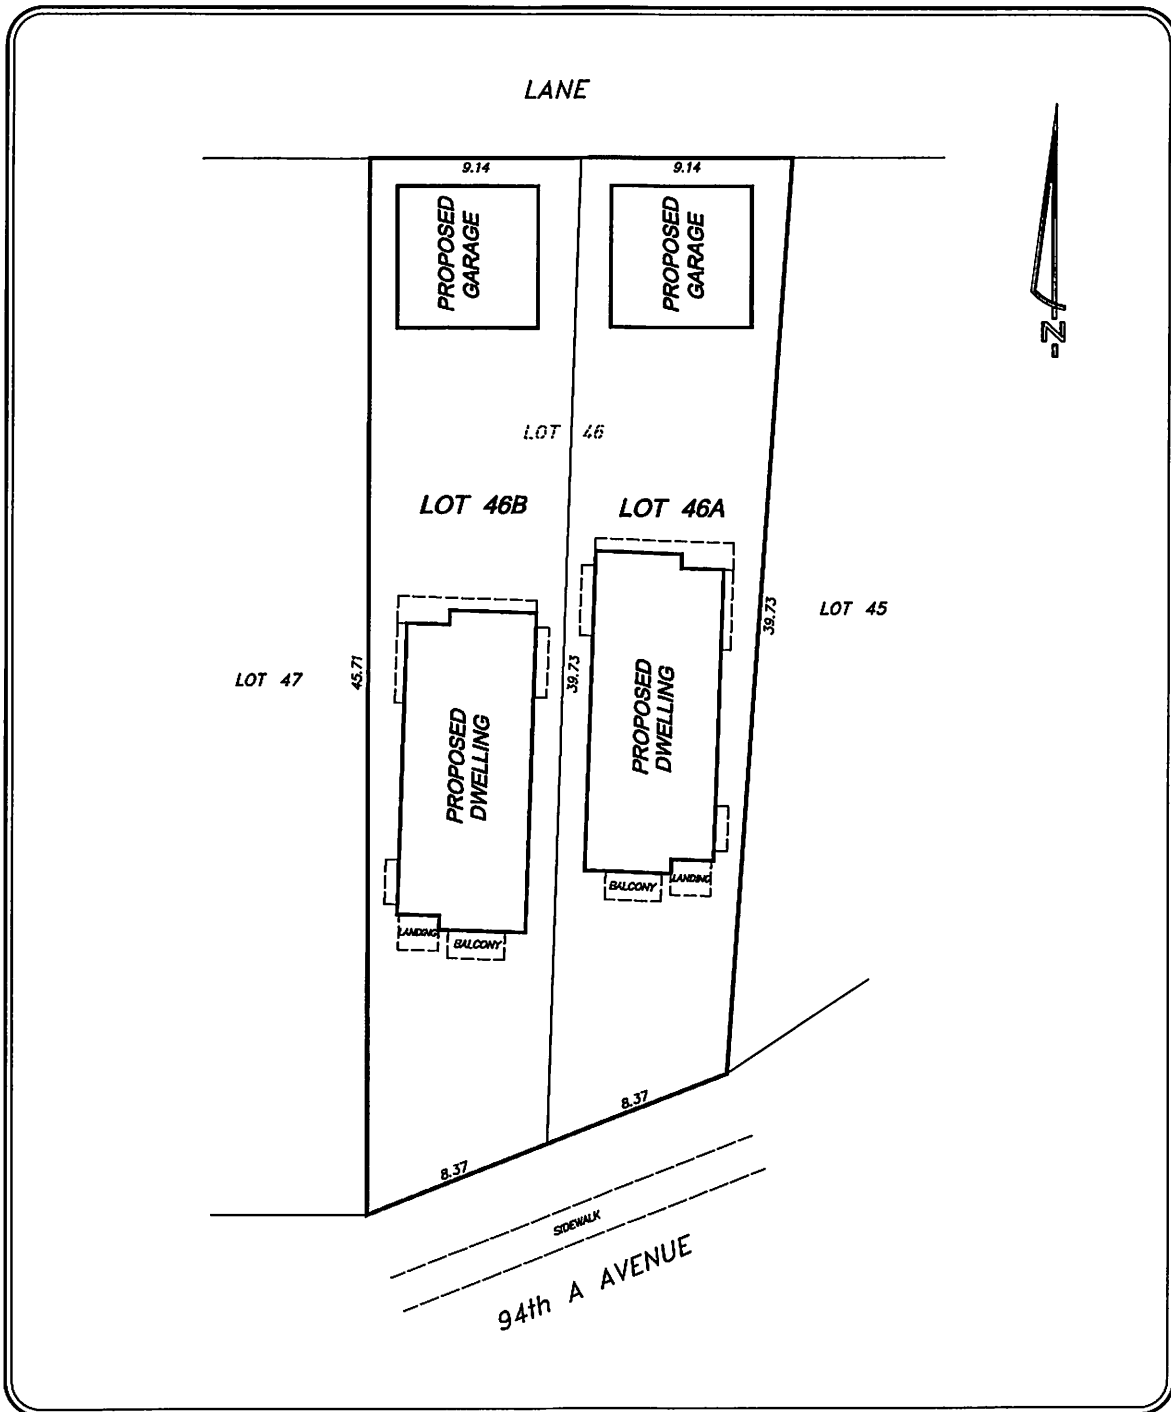 LANE
9.14
9.14
PROPOSED
GARAGE
PROPOSED
GARAGE
-N-
LOT 46
LOT 46B
LOT 46A
LOT 45
39.73
LOT 47
45.71
39.73
PROPOSED
DWELLING
PROPOSED
DWELLING
BALCONY
LANDING
LANDING
BALCONY
8.37
8.37
SIDEWALK
94th A AVENUE